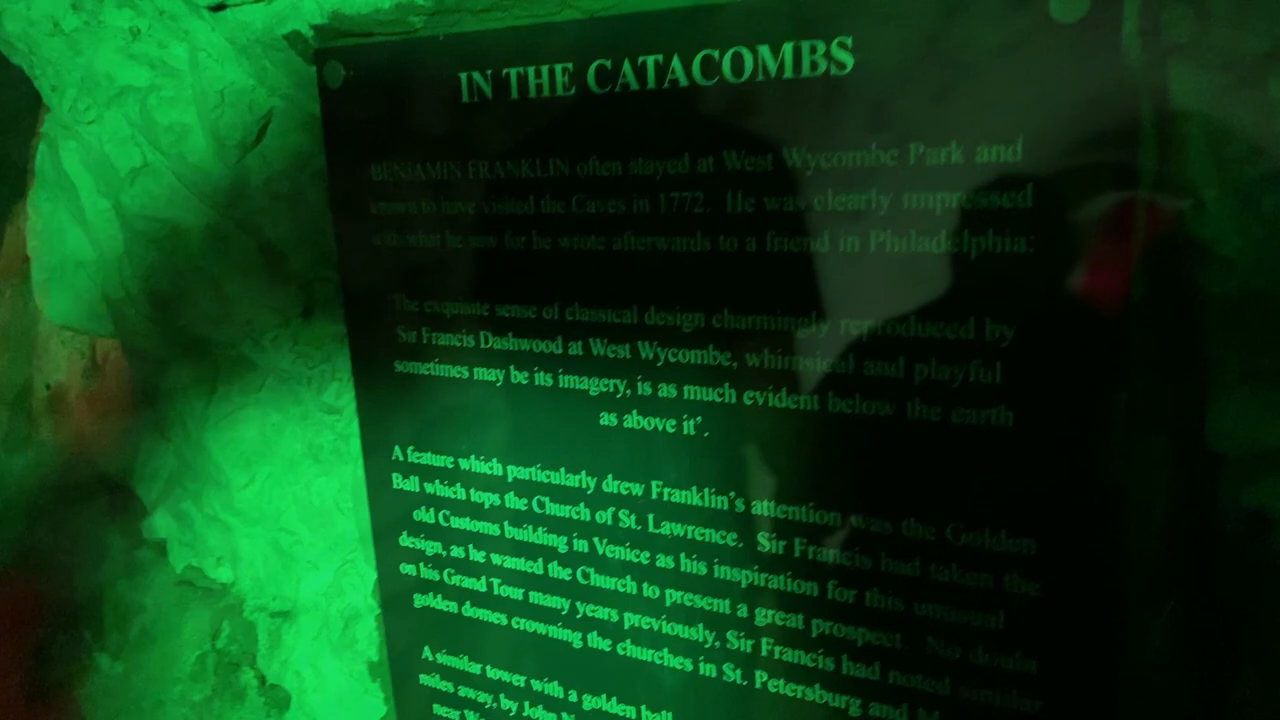 IN THE CATACOMBS
BENJAMIN FRANKLIN often stayed at West Wycombe Park and
known to have visited the Caves in 1772. He was clearly impressed
with what he saw for he wrote afterwards to a friend in Philadelphia:
The exquisite sense of classical design charmingly reproduced by
Sir Francis Dashwood at West Wycombe, whimsical and playful
sometimes may be its imagery, is as much evident below the earth
as above it'.
A feature which particularly drew Franklin's attention was the Golden
Ball which tops the Church of St. Lawrence. Sir Francis had taken the
old Customs building in Venice as his inspiration for this unusual
design, as he wanted the Church to present a great prospect. No doubt
on his Grand Tour many years previously, Sir Francis had noted similar
golden domes crowning the churches in St. Petersburg and
A similar tower with a golden ball
miles away, by John
near